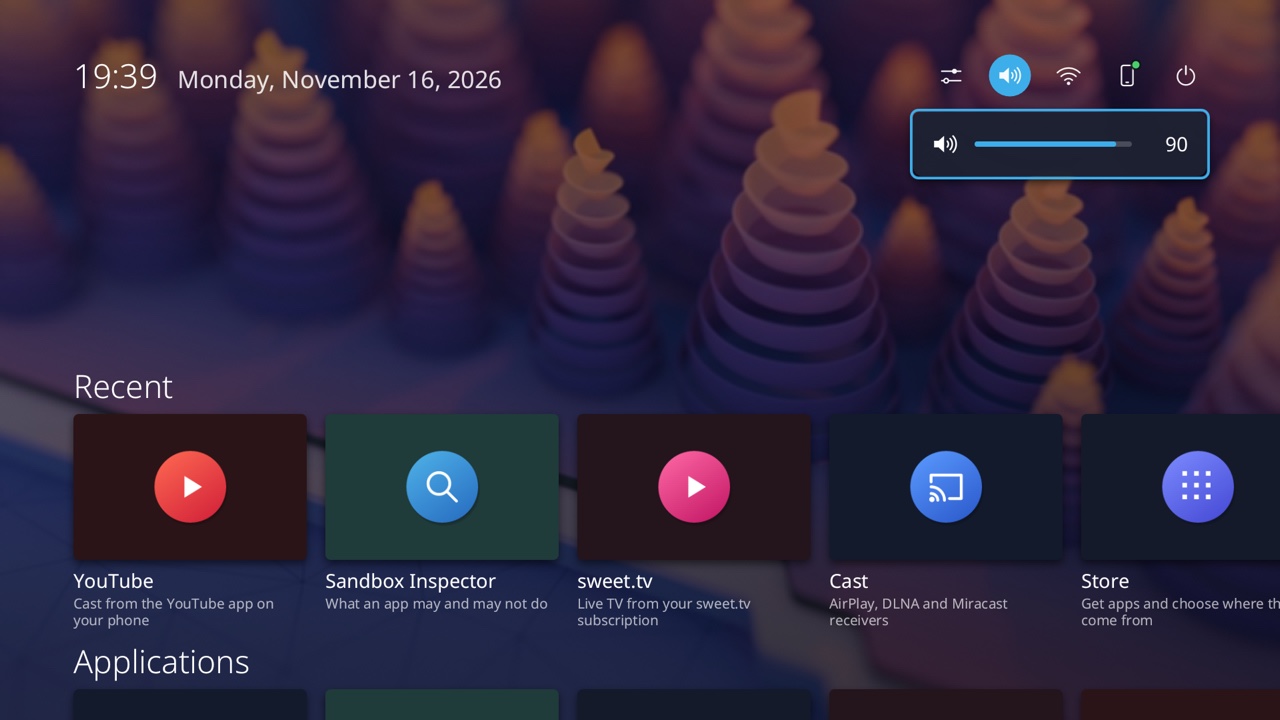 19:39 Monday, November 16, 2026
90
Recent
YouTube
Cast from the YouTube app on
your phone
Sandbox Inspector
What an app may and may not do
sweet.tv
Live TV from your sweet.tv
subscription
Cast
AirPlay, DLNA and Miracast
receivers
Store
Get apps and choose where
come from
Applications